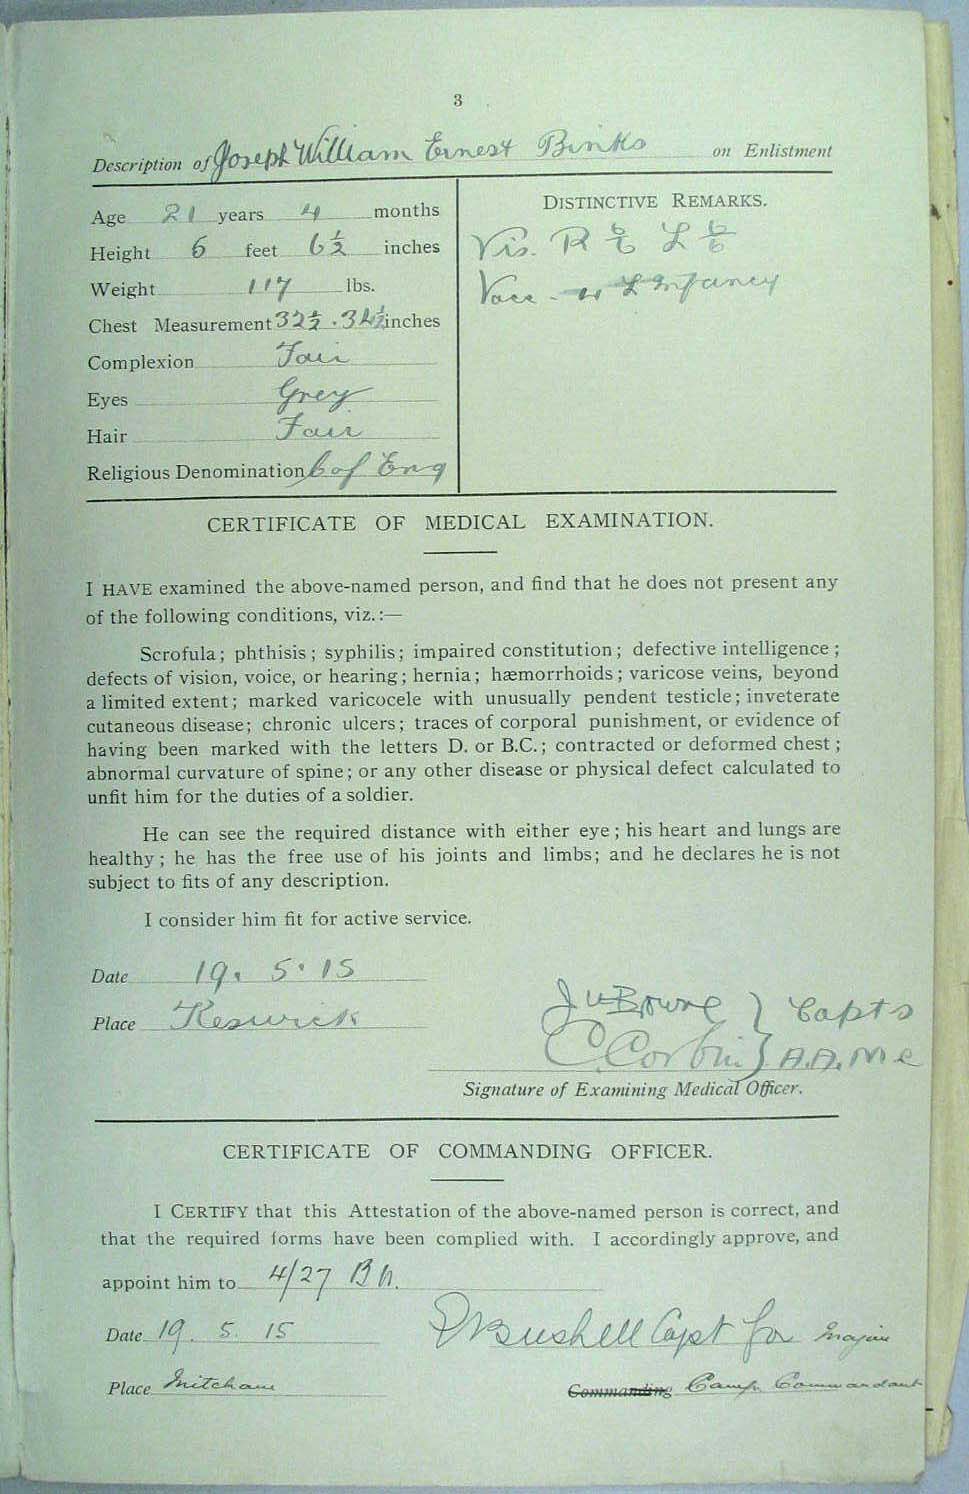 3
Description of Joseph William Ernest Binks on Enlistment
Age 21 years 4 months
Height 6 feet 6½ inches
Weight 117 lbs.
Chest Measurement 32½ . 34½ inches
Complexion Fair
Eyes Grey
Hair Fair
Religious Denomination C of Eng
DISTINCTIVE REMARKS.
Vis. R 6/6 L 6/6
Vacc - L Infancy
CERTIFICATE OF MEDICAL EXAMINATION.
I HAVE examined the above-named person, and find that he does not present any
of the following conditions, viz.:—
Scrofula; phthisis; syphilis; impaired constitution; defective intelligence;
defects of vision, voice, or hearing; hernia; hæmorrhoids; varicose veins, beyond
a limited extent; marked varicocele with unusually pendent testicle; inveterate
cutaneous disease; chronic ulcers; traces of corporal punishment, or evidence of
having been marked with the letters D. or B.C.; contracted or deformed chest;
abnormal curvature of spine; or any other disease or physical defect calculated to
unfit him for the duties of a soldier.
He can see the required distance with either eye; his heart and lungs are
healthy; he has the free use of his joints and limbs; and he declares he is not
subject to fits of any description.
I consider him fit for active service.
Date 19. 5. 15
Place Keswick
Browne } Capts
C Corbin } A.A.M.C
Signature of Examining Medical Officer.
CERTIFICATE OF COMMANDING OFFICER.
I CERTIFY that this Attestation of the above-named person is correct, and
that the required forms have been complied with. I accordingly approve, and
appoint him to 4/27 Bn.
Date 19. 5. 15 Bushell Capt for Major
Place Mitcham Commanding Camp Commandant